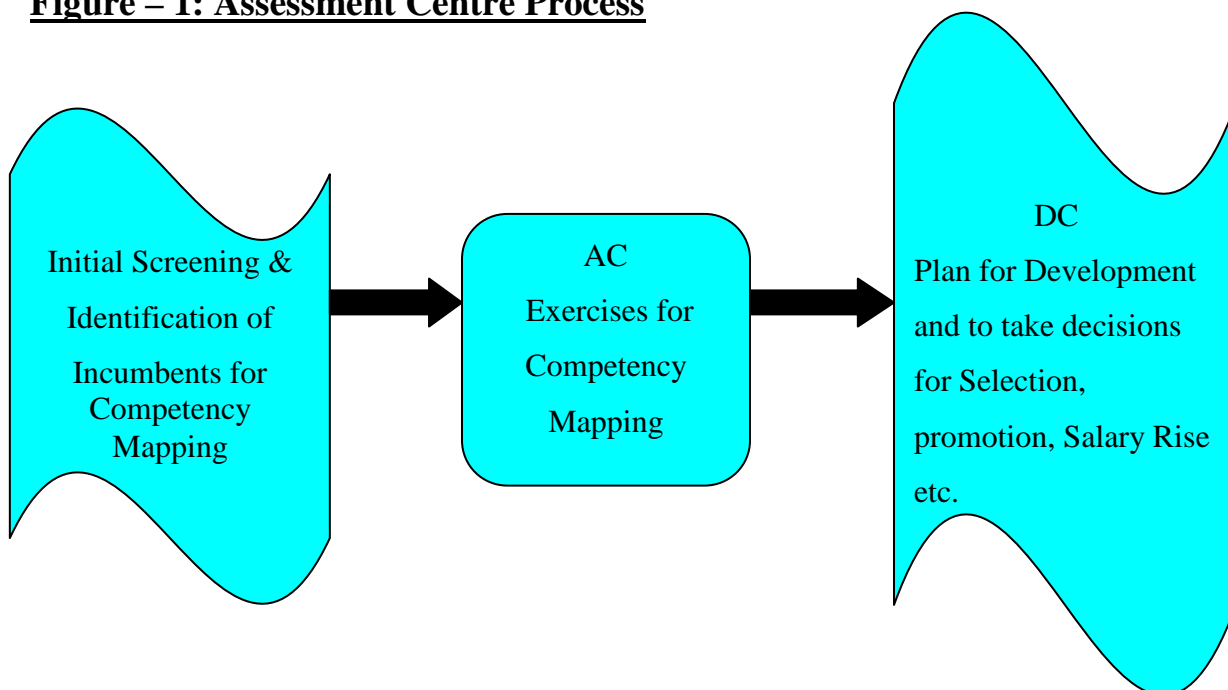 Figure – 1: Assessment Centre Process
Initial Screening &
Identification of
Incumbents for
Competency
Mapping
AC
Exercises for
Competency
Mapping
DC
Plan for Development
and to take decisions
for Selection,
promotion, Salary Rise
etc.